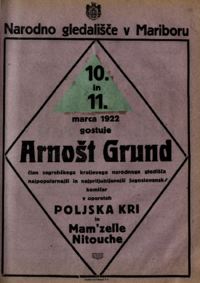 Narodno gledališče v Mariboru
10.
in
11.
marca 1922
gostuje
Arnošt Grund
član zagrebškega kraljevega narodnega gledišča
najpopularnejši in najpriljubljenejši jugoslovanski
komičar
v operetah
POLJSKA KRI
in
Mam'zelle
Nitouche